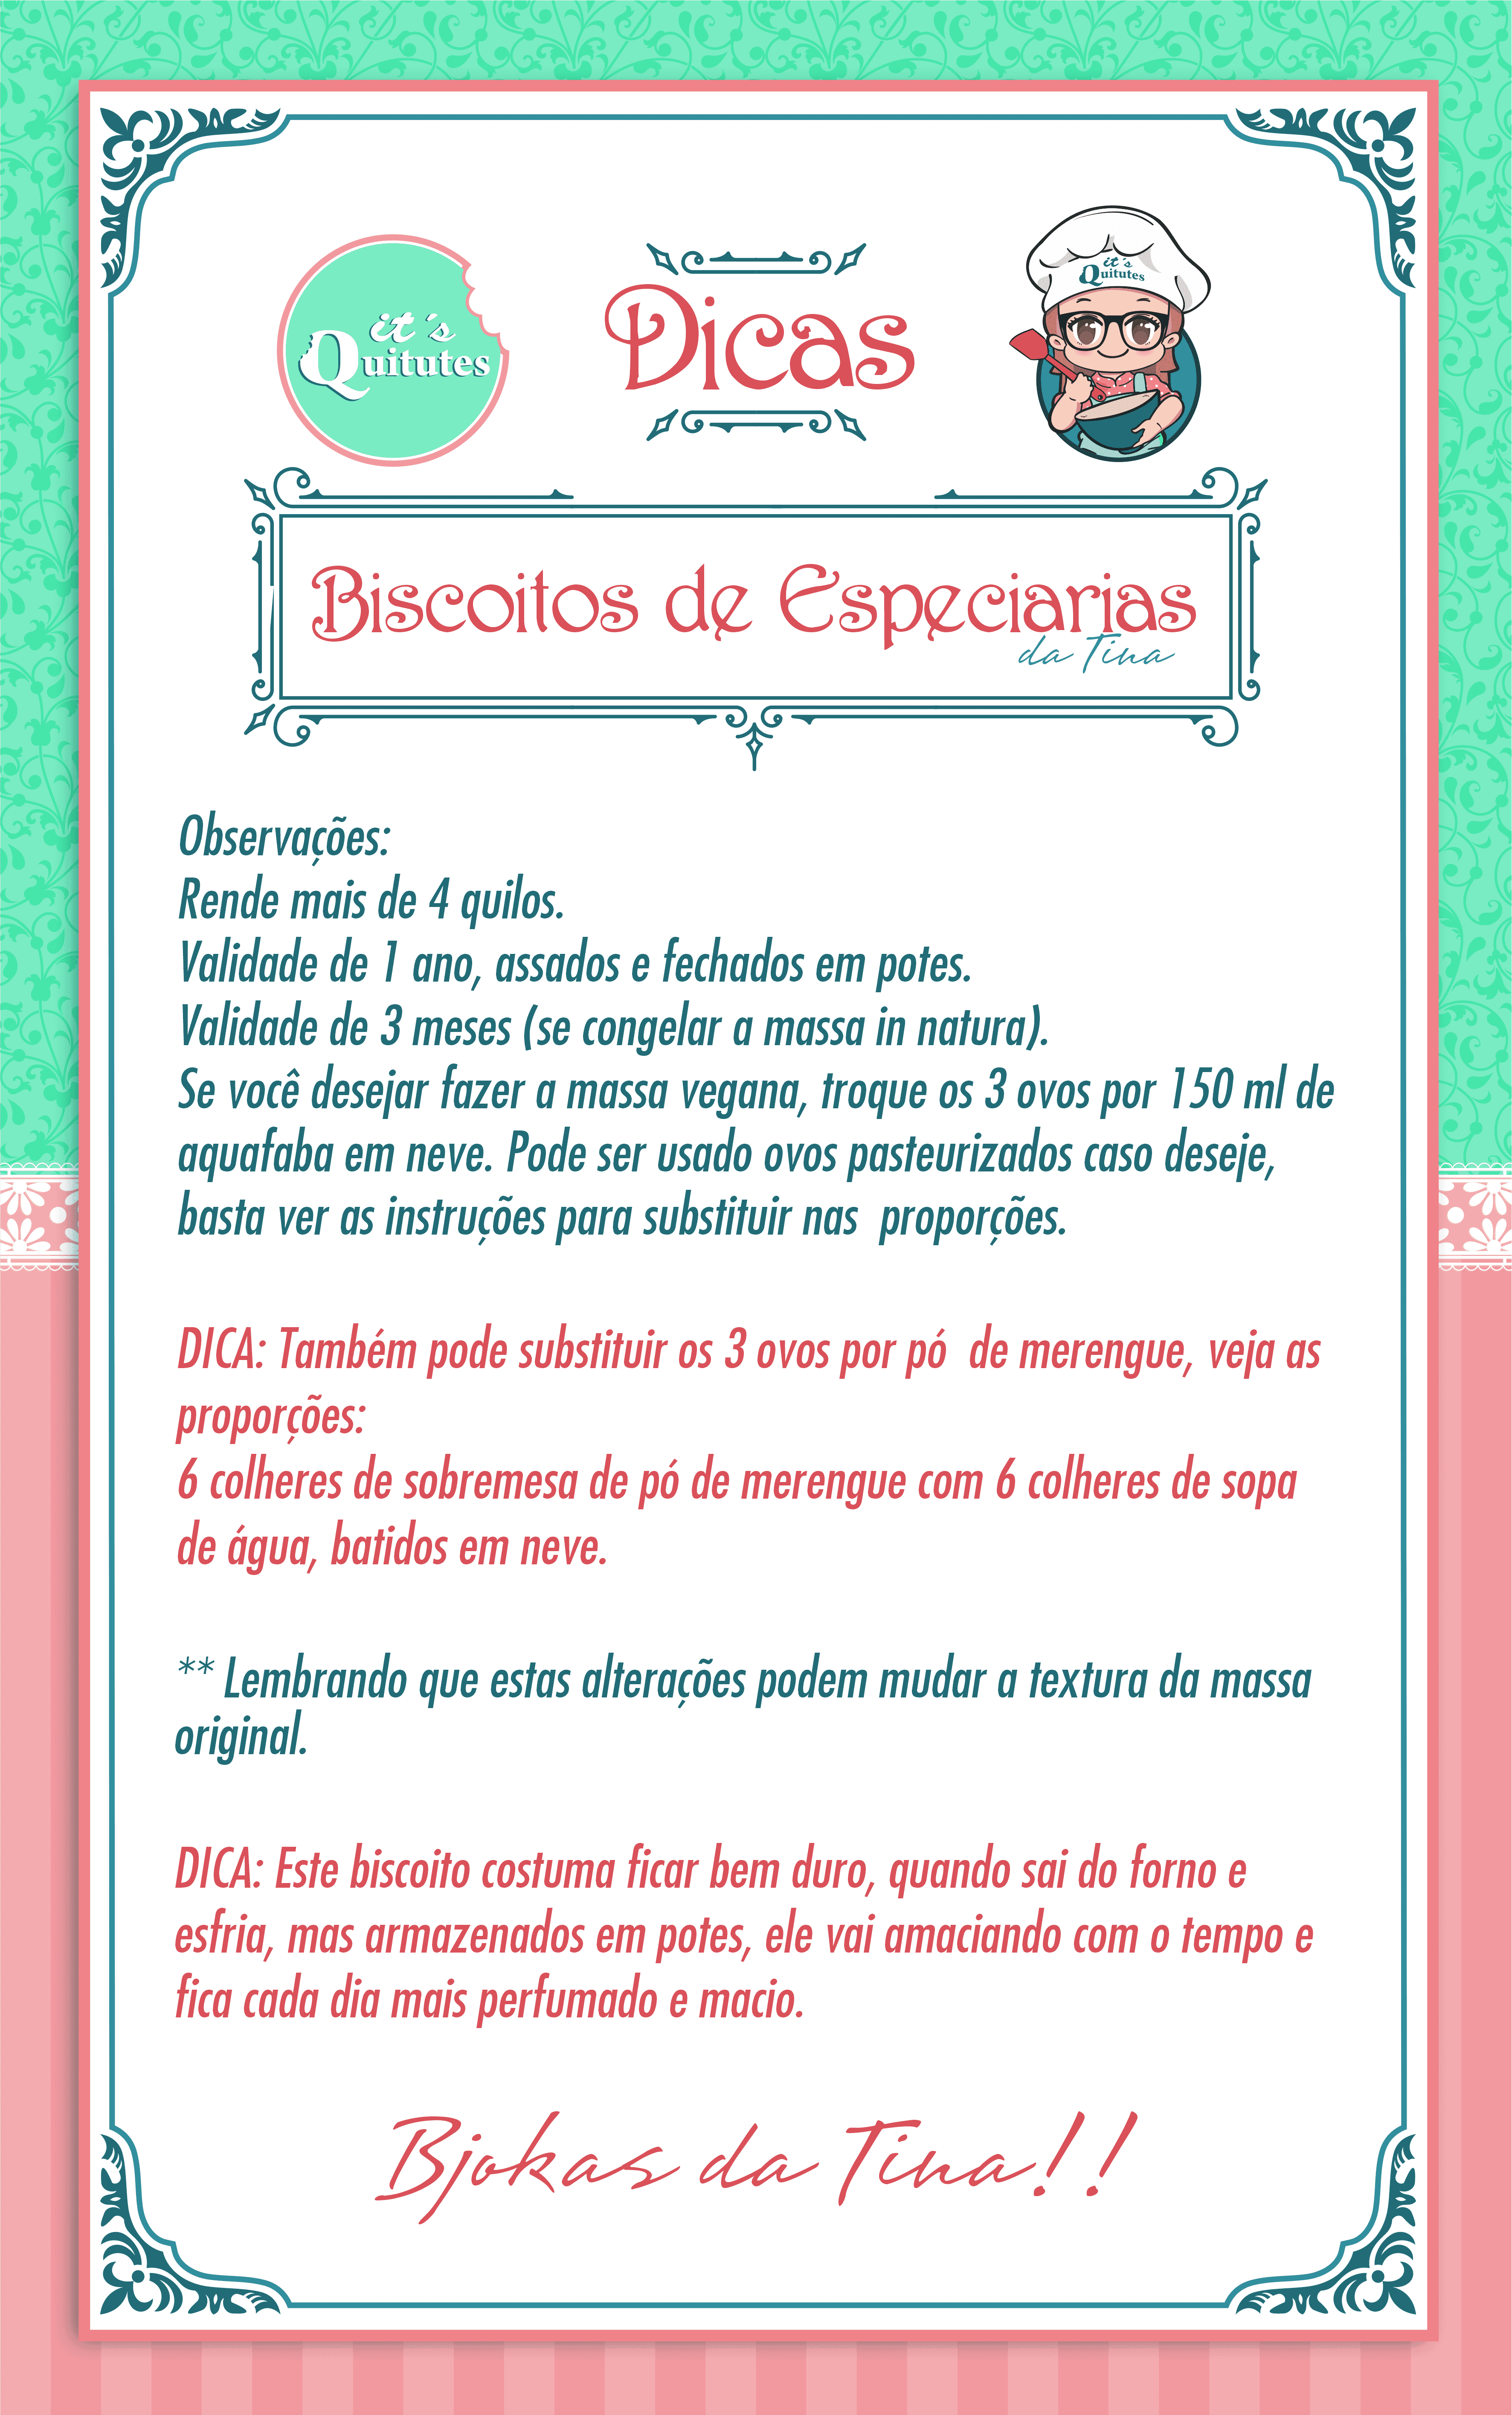 it´s
Quitutes
Dicas
it´s
Quitutes
Biscoitos de Especiarias
da Tina
Observações:
Rende mais de 4 quilos.
Validade de 1 ano, assados e fechados em potes.
Validade de 3 meses (se congelar a massa in natura).
Se você desejar fazer a massa vegana, troque os 3 ovos por 150 ml de
aquafaba em neve. Pode ser usado ovos pasteurizados caso deseje,
basta ver as instruções para substituir nas  proporções.
DICA: Também pode substituir os 3 ovos por pó  de merengue, veja as
proporções:
6 colheres de sobremesa de pó de merengue com 6 colheres de sopa
de água, batidos em neve.
** Lembrando que estas alterações podem mudar a textura da massa
original.
DICA: Este biscoito costuma ficar bem duro, quando sai do forno e
esfria, mas armazenados em potes, ele vai amaciando com o tempo e
fica cada dia mais perfumado e macio.
Bjokas da Tina!!